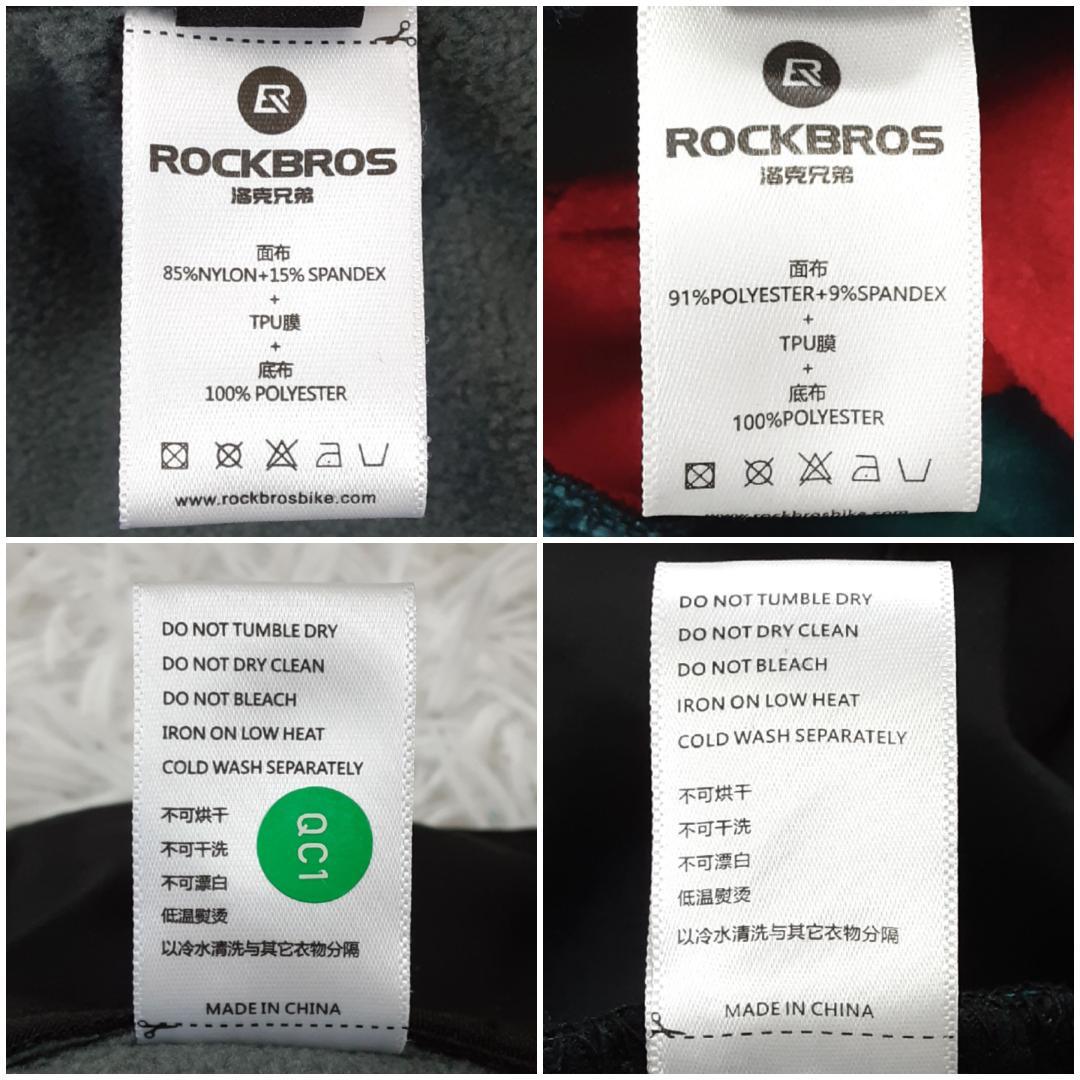 ROCKBROS
洛克兄弟
面布
85%NYLON+15% SPANDEX
+
TPU膜
+
底布
100% POLYESTER
www.rockbrosbike.com
ROCKBROS
洛克兄弟
面布
91%POLYESTER+9%SPANDEX
+
TPU膜
+
底布
100%POLYESTER
www.rockbrosbike.com
DO NOT TUMBLE DRY
DO NOT DRY CLEAN
DO NOT BLEACH
IRON ON LOW HEAT
COLD WASH SEPARATELY
不可烘干
不可干洗
不可漂白
低温熨烫
以冷水清洗与其它衣物分隔
QC1
MADE IN CHINA
DO NOT TUMBLE DRY
DO NOT DRY CLEAN
DO NOT BLEACH
IRON ON LOW HEAT
COLD WASH SEPARATELY
不可烘干
不可干洗
不可漂白
低温熨烫
以冷水清洗与其它衣物分隔
MADE IN CHINA